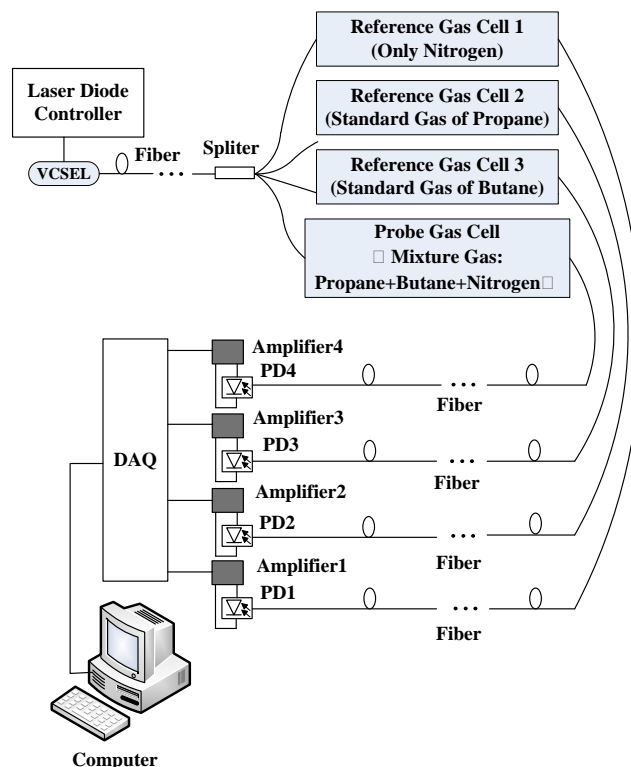 Reference Gas Cell 1
(Only Nitrogen)
Laser Diode
Controller
Reference Gas Cell 2
(Standard Gas of Propane)
VCSEL
Fiber
Spliter
Reference Gas Cell 3
(Standard Gas of Butane)
Probe Gas Cell
□ Mixture Gas:
Propane+Butane+Nitrogen□
Amplifier4
PD4
Fiber
Amplifier3
PD3
Fiber
DAQ
Amplifier2
PD2
Fiber
Amplifier1
PD1
Fiber
Computer